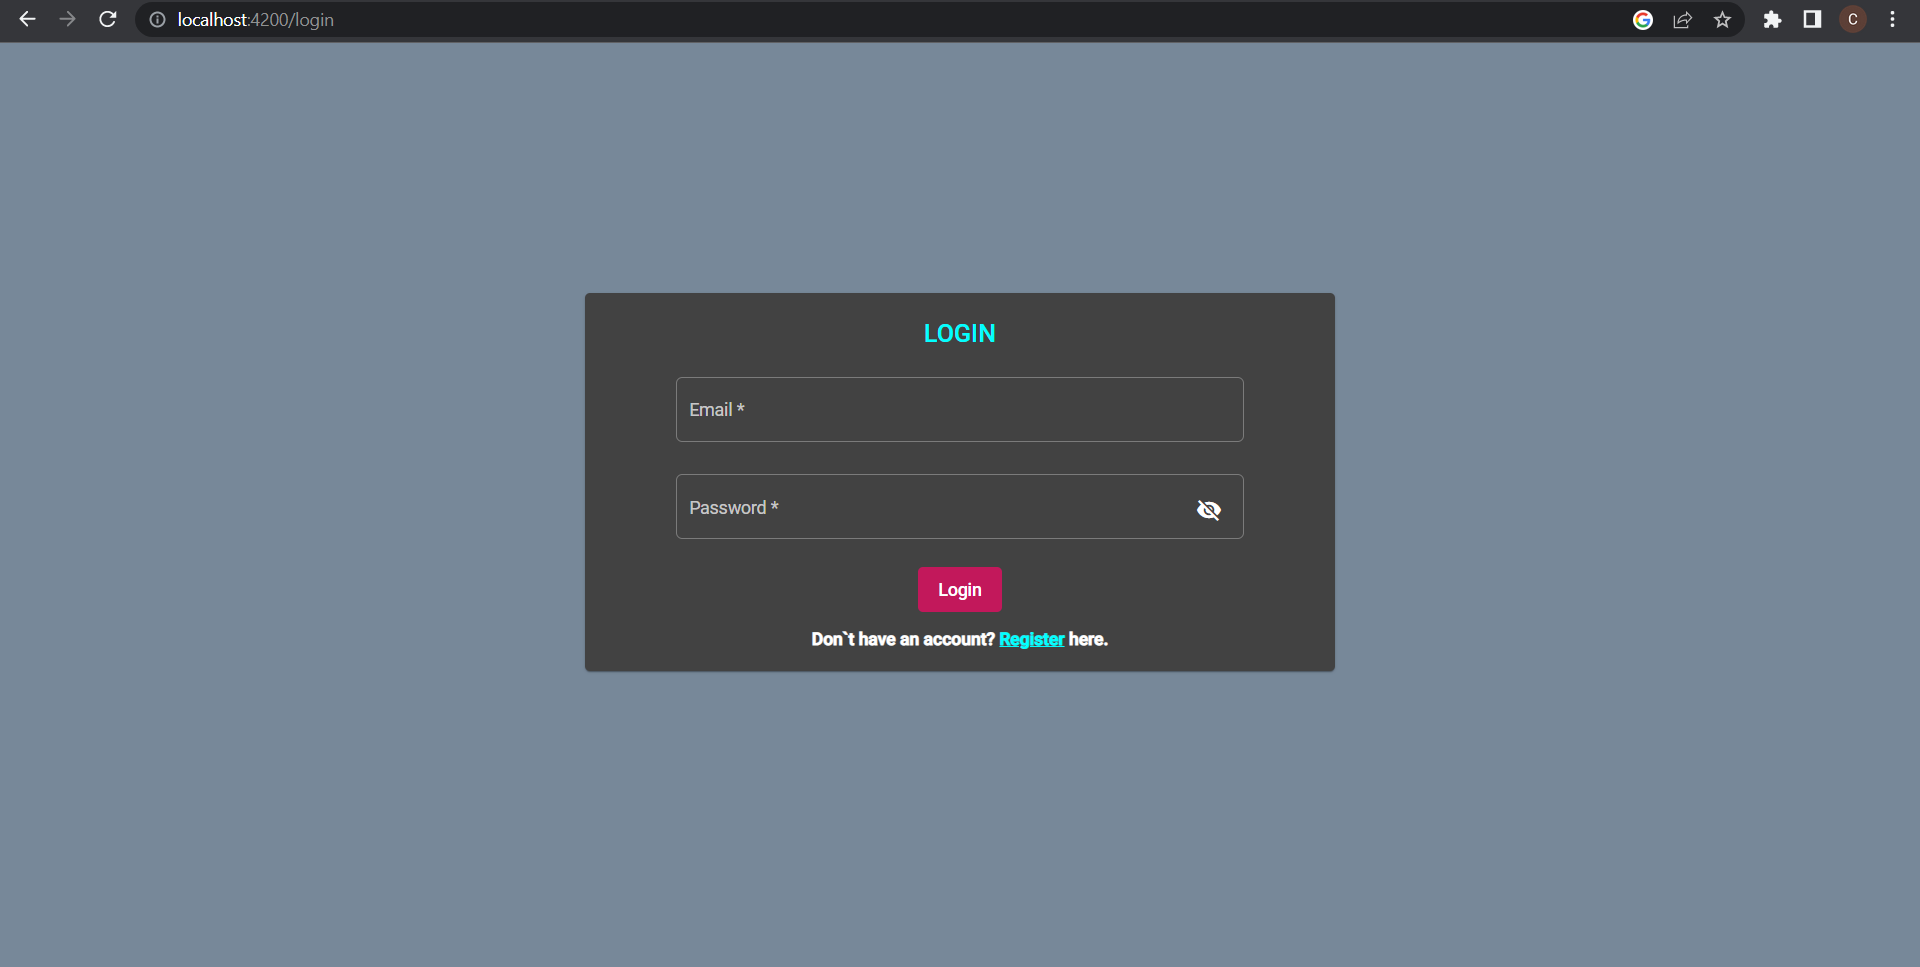 localhost:4200/login
C
LOGIN
Email *
Password *
Login
Don`t have an account? Register here.